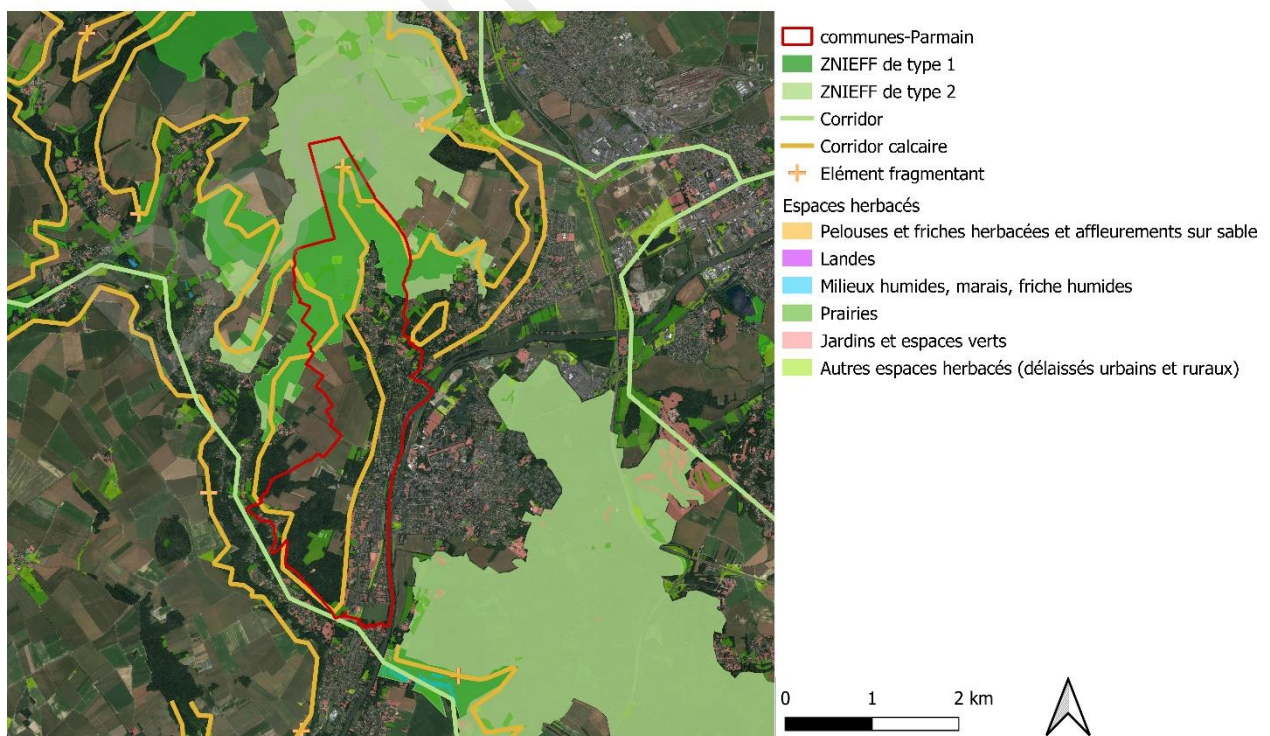 communes-Parmain
ZNIEFF de type 1
ZNIEFF de type 2
Corridor
Corridor calcaire
Elément fragmentant
Espaces herbacés
Pelouses et friches herbacées et affleurements sur sable
Landes
Milieux humides, marais, friche humides
Prairies
Jardins et espaces verts
Autres espaces herbacés (délaissés urbains et ruraux)
0 1 2 km